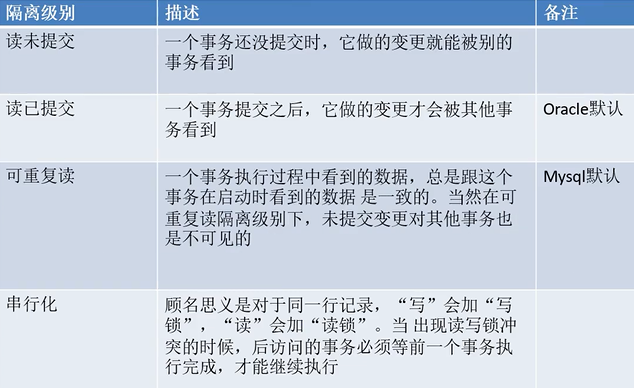 隔离级别 描述 备注
读未提交 一个事务还没提交时，它做的变更就能被别的
事务看到
读已提交 一个事务提交之后，它做的变更才会被其他事 Oracle默认
务看到
可重复读 一个事务执行过程中看到的数据，总是跟这个 Mysql默认
事务在启动时看到的数据 是一致的。当然在可
重复读隔离级别下，未提交变更对其他事务也
是不可见的
串行化 顾名思义是对于同一行记录，“写”会加“写
锁”，“读”会加“读锁”。当 出现读写锁冲
突的时候，后访问的事务必须等前一个事务执
行完成，才能继续执行